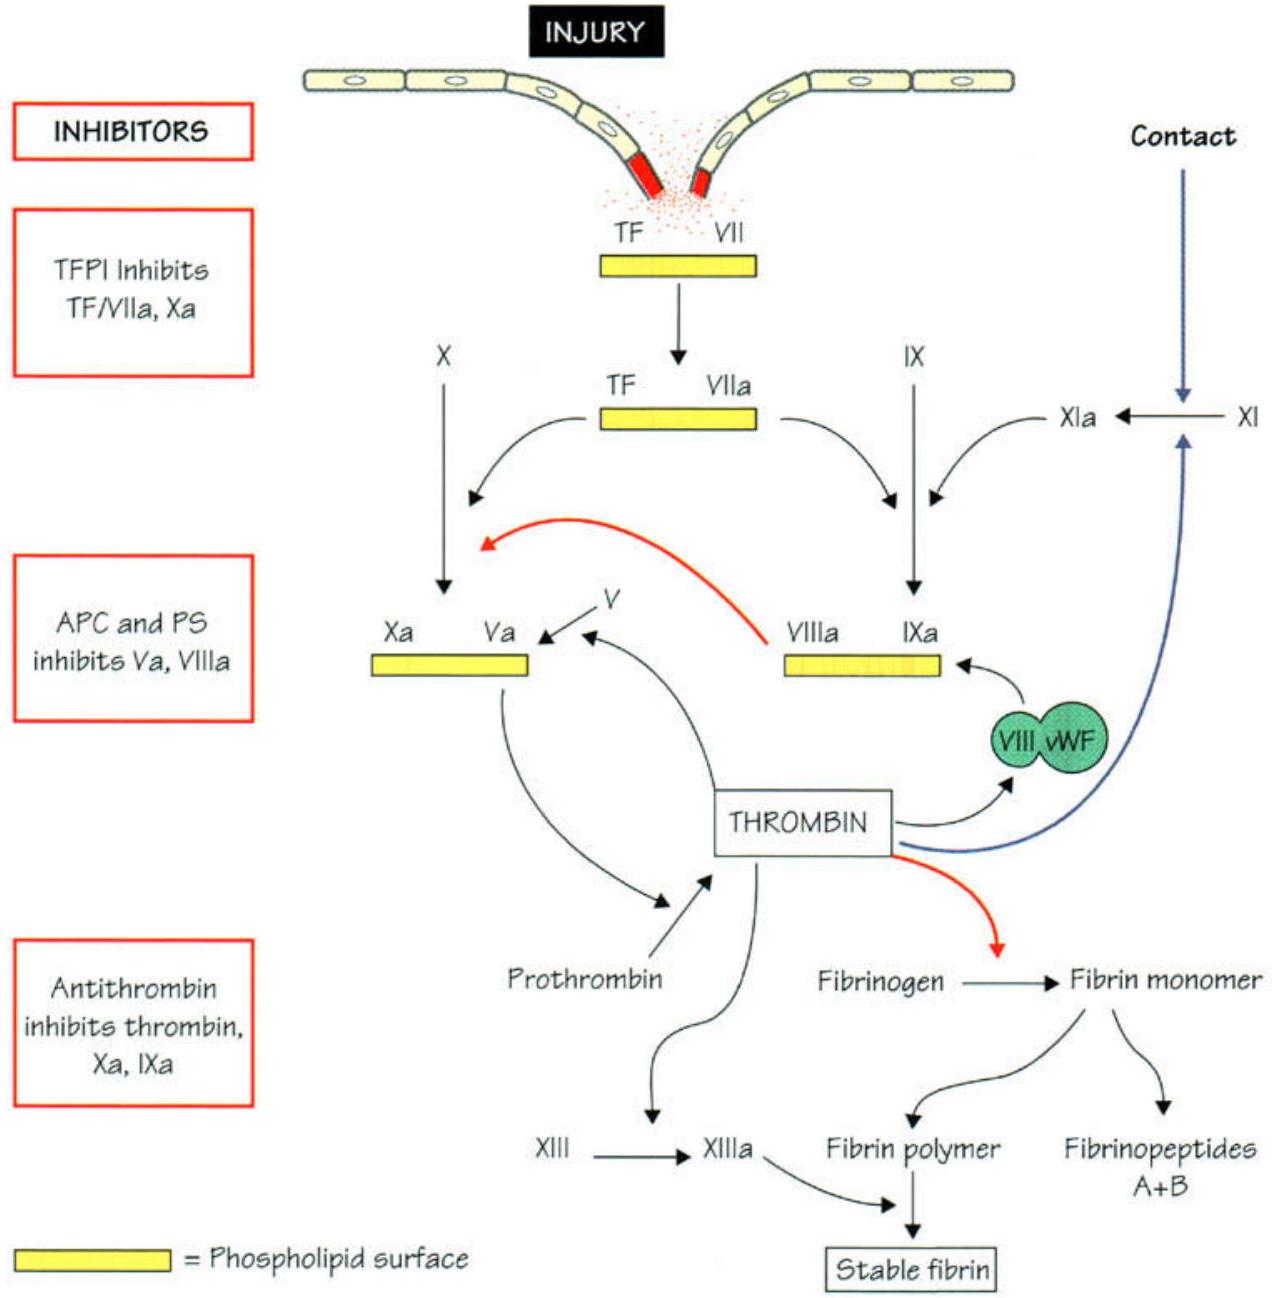 INJURY
INHIBITORS
Contact
TF VII
TFPI Inhibits
TF/VIIa, Xa
X
IX
TF VIIa
XIa
XI
APC and PS
inhibits Va, VIIIa
V
Xa Va
VIIIa IXa
VIII vWF
THROMBIN
Antithrombin
inhibits thrombin,
Xa, IXa
Prothrombin
Fibrinogen
Fibrin monomer
XIII
XIIIa
Fibrin polymer
Fibrinopeptides
A+B
= Phospholipid surface
Stable fibrin